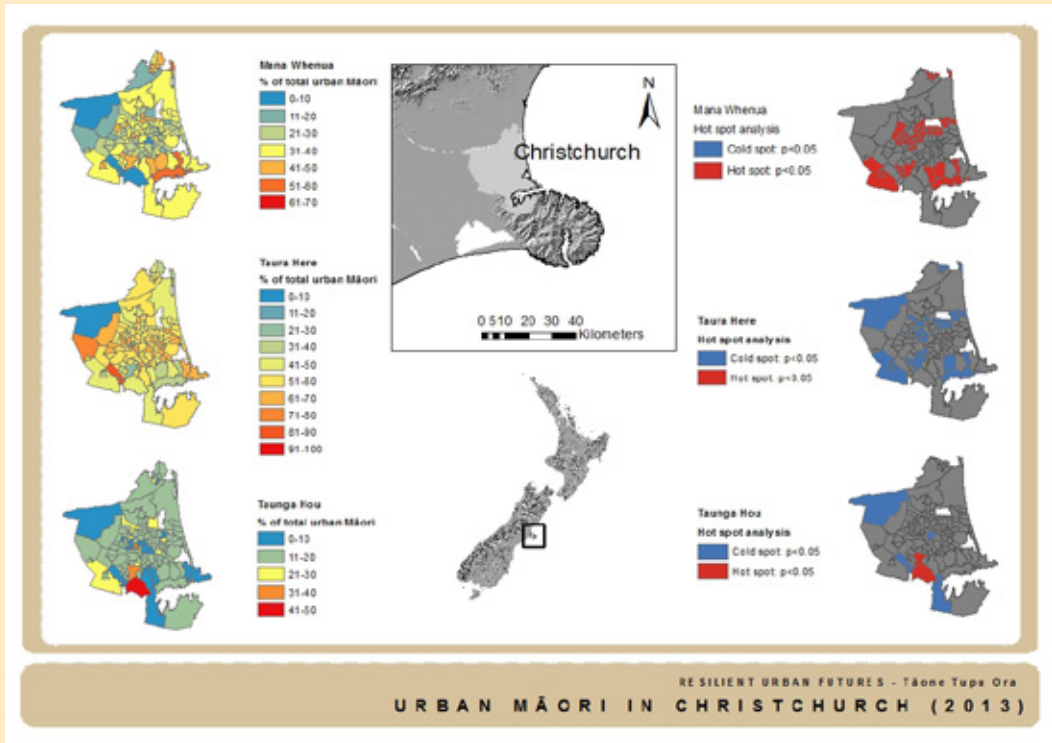 Mana Whenua
% of total urban Māori
0-10
11-20
21-30
31-40
41-50
51-60
61-70
Taura Here
% of total urban Māori
0-10
11-20
21-30
31-40
41-50
51-60
61-70
71-80
81-90
91-100
Taunga Hou
% of total urban Māori
0-10
11-20
21-30
31-40
41-50
N
Christchurch
0 5 10 20 30 40
Kilometers
Mana Whenua
Hot spot analysis
Cold spot: p<0.05
Hot spot: p<0.05
Taura Here
Hot spot analysis
Cold spot: p<0.05
Hot spot: p<0.05
Taunga Hou
Hot spot analysis
Cold spot: p<0.05
Hot spot: p<0.05
RESILIENT URBAN FUTURES - Tāone Tupu Ora
URBAN MĀORI IN CHRISTCHURCH (2013)